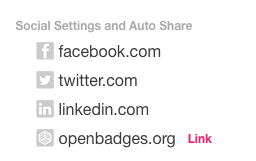 Social Settings and Auto Share
facebook.com
twitter.com
linkedin.com
openbadges.org Link